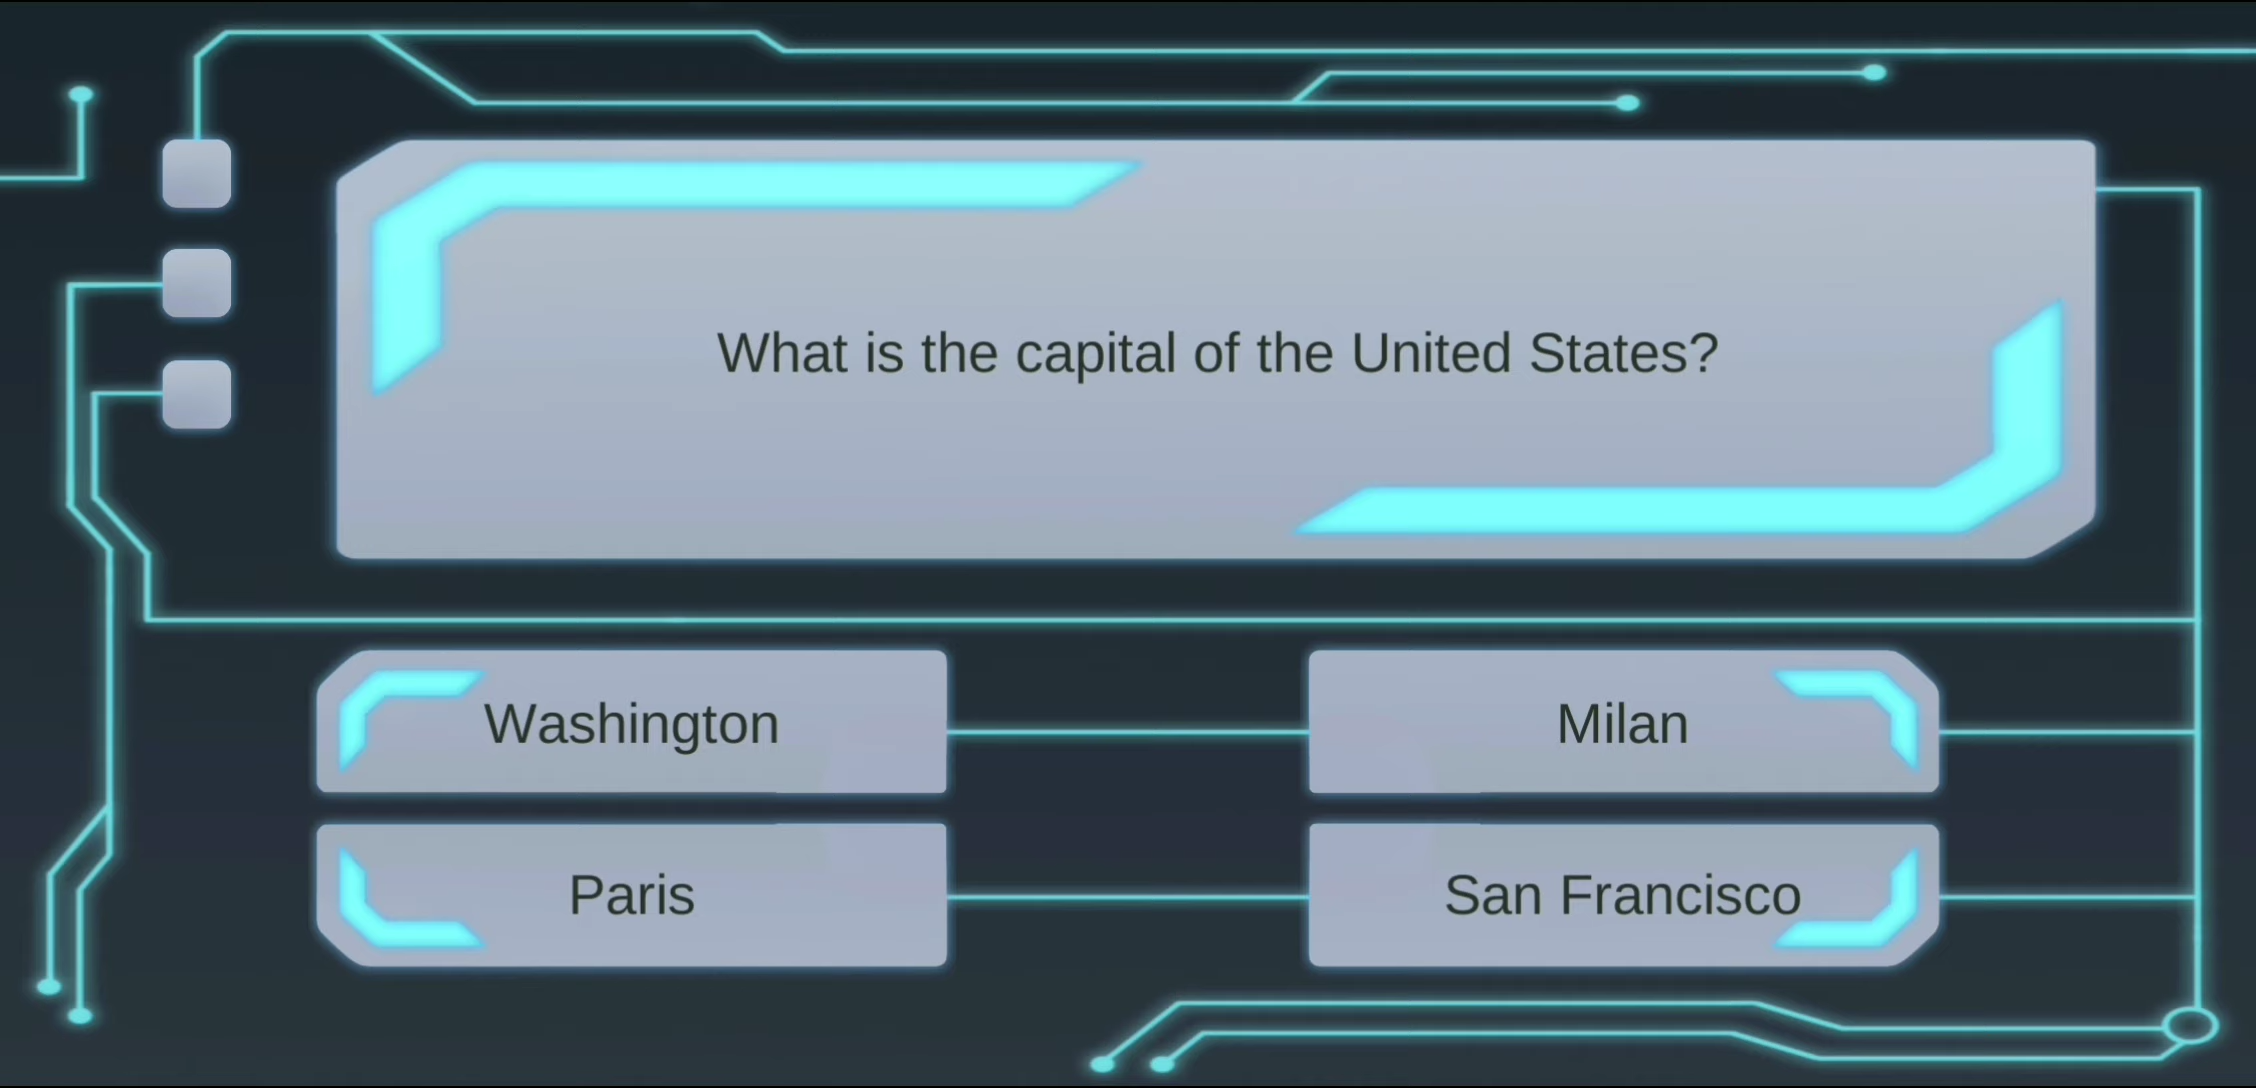 What is the capital of the United States?
Washington
Milan
Paris
San Francisco